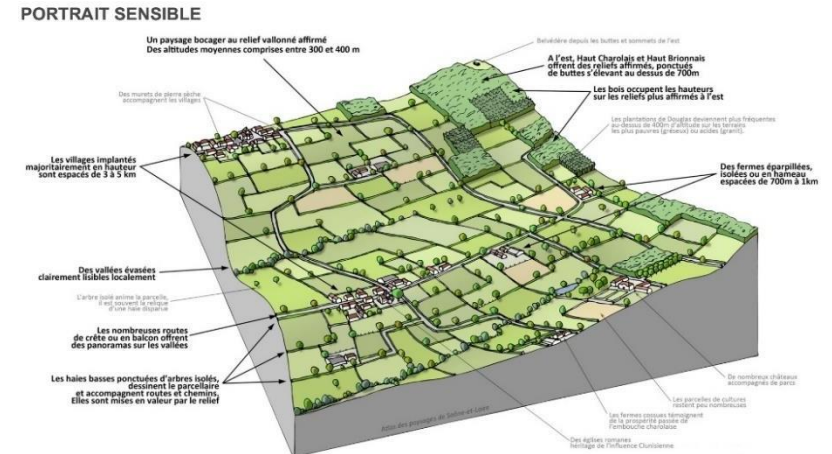 PORTRAIT SENSIBLE
Un paysage bocager au relief vallonné affirmé
Des altitudes moyennes comprises entre 300 et 400 m
Belvédère depuis les buttes et sommets de l'est
A l'est, Haut Charolais et Haut Brionnais
offrent des reliefs affirmés, ponctués
de buttes s'élevant au dessus de 700m
Les bois occupent les hauteurs
sur les reliefs plus affirmés à l'est
Des murets de pierre sèche
accompagnent les villages
Les plantations de Douglas deviennent plus fréquentes
au-dessus de 400m d'altitude sur les terrains
les plus pauvres (gréseux) ou acides (granit).
Les villages implantés
majoritairement en hauteur
sont espacés de 3 à 5 km
Des fermes éparpillées,
isolées ou en hameau
espacées de 700m à 1km
Des vallées évasées
clairement lisibles localement
L'arbre isolé anime la parcelle,
il est souvent la relique
d'une haie disparue
Les nombreuses routes
de crête ou en balcon offrent
des panoramas sur les vallées
Les haies basses ponctuées d'arbres isolés,
dessinent le parcellaire
et accompagnent routes et chemins.
Elles sont mises en valeur par le relief
De nombreux châteaux
accompagnés de parcs
Les parcelles de cultures
restent peu nombreuses
Les fermes cossues témoignent
de la prospérité passée de
l'embouche charolaise
Des églises romanes
héritage de l'influence Clunisienne
Atlas des paysages de Saône-et-Loire